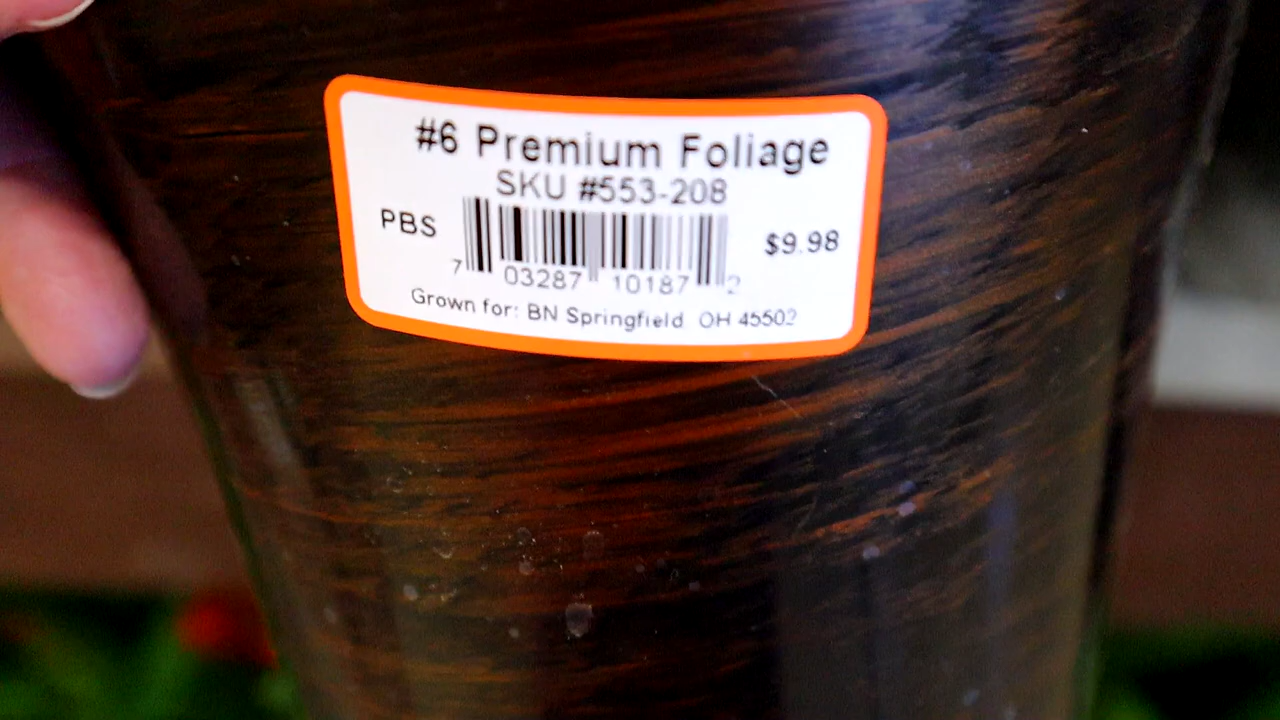 #6 Premium Foliage
SKU #553-208
PBS
$9.98
7 03287 10187 2
Grown for: BN Springfield OH 45502